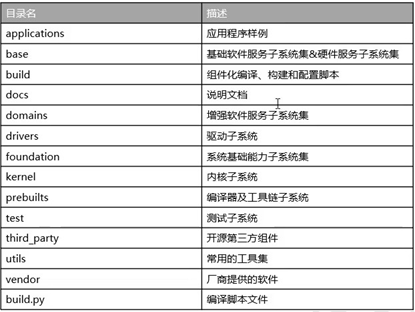 目录名 描述
applications 应用程序样例
base 基础软件服务子系统集&硬件服务子系统集
build 组件化编译、构建和配置脚本
docs 说明文档
domains 增强软件服务子系统集
drivers 驱动子系统
foundation 系统基础能力子系统集
kernel 内核子系统
prebuilts 编译器及工具链子系统
test 测试子系统
third_party 开源第三方组件
utils 常用的工具集
vendor 厂商提供的软件
build.py 编译脚本文件